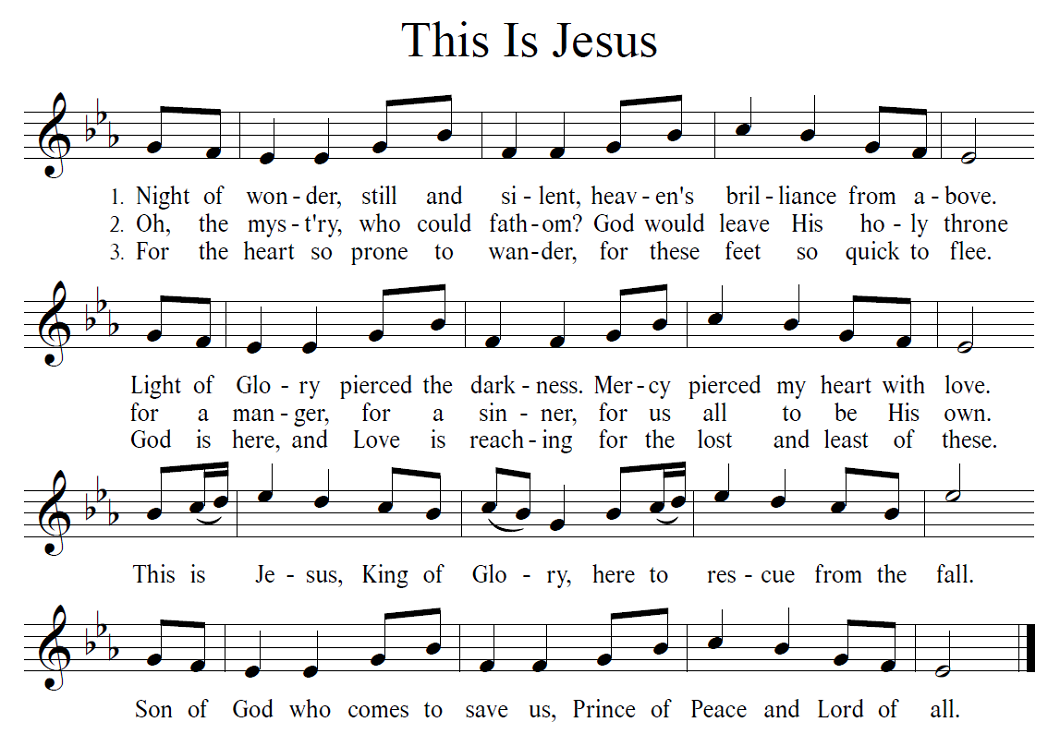 This Is Jesus
1. Night of won - der, still and si - lent, heav - en's bril - liance from a - bove.
2. Oh, the mys - t'ry, who could fath - om? God would leave His ho - ly throne
3. For the heart so prone to wan - der, for these feet so quick to flee.
Light of Glo - ry pierced the dark - ness. Mer - cy pierced my heart with love.
for a man - ger, for a sin - ner, for us all to be His own.
God is here, and Love is reach - ing for the lost and least of these.
This is Je - sus, King of Glo - ry, here to res - cue from the fall.
Son of God who comes to save us, Prince of Peace and Lord of all.